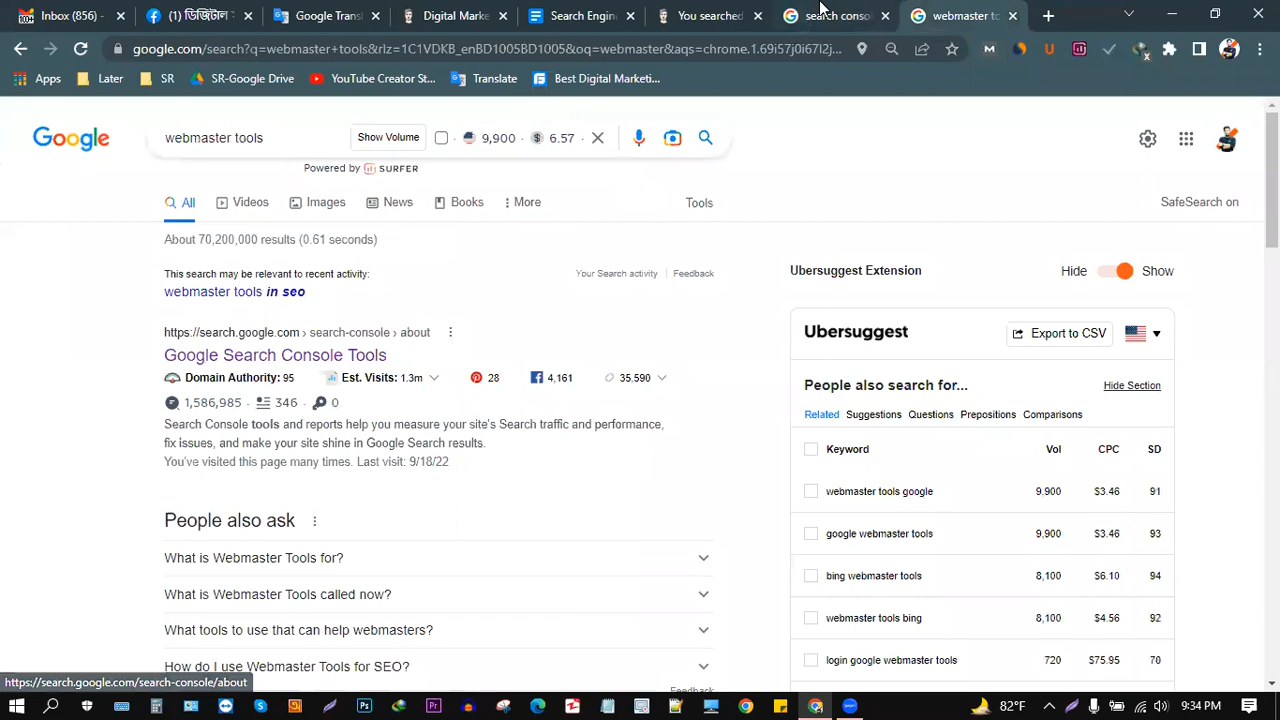 Inbox (856)
(1) ডিজিটাল
Google Tra
Digital Mark
Search Engin
You searched
search conso
webmaster to
google.com/search?q=webmaster+tools&rlz=1C1VDKB_enBD1005BD1005&oq=webmaster&aqs=chrome.1.69i57j0i67l2j...
Apps
Later
SR
SR-Google Drive
YouTube Creator St...
Translate
Best Digital Marketi...
Google
webmaster tools
Show Volume
9,900 · $ 6.57 ·
Powered by SURFER
All
Videos
Images
News
Books
More
Tools
SafeSearch on
About 70,200,000 results (0.61 seconds)
This search may be relevant to recent activity:
Your Search activity
Feedback
webmaster tools in seo
https://search.google.com › search-console › about
Google Search Console Tools
Domain Authority: 95
Est. Visits: 1.3m
28
4,161
35,590
1,586,985
346
0
Search Console tools and reports help you measure your site's Search traffic and performance,
fix issues, and make your site shine in Google Search results.
You've visited this page many times. Last visit: 9/18/22
People also ask
What is Webmaster Tools for?
What is Webmaster Tools called now?
What tools to use that can help webmasters?
How do I use Webmaster Tools for SEO?
Feedback
Ubersuggest Extension
Hide
Show
Ubersuggest
Export to CSV
People also search for...
Hide Section
Related
Suggestions
Questions
Prepositions
Comparisons
Keyword Vol CPC SD
webmaster tools google 9,900 $3.46 91
google webmaster tools 9,900 $3.46 93
bing webmaster tools 8,100 $6.10 94
webmaster tools bing 8,100 $4.56 92
login google webmaster tools 720 $75.95 70
https://search.google.com/search-console/about
82°F
9:34 PM